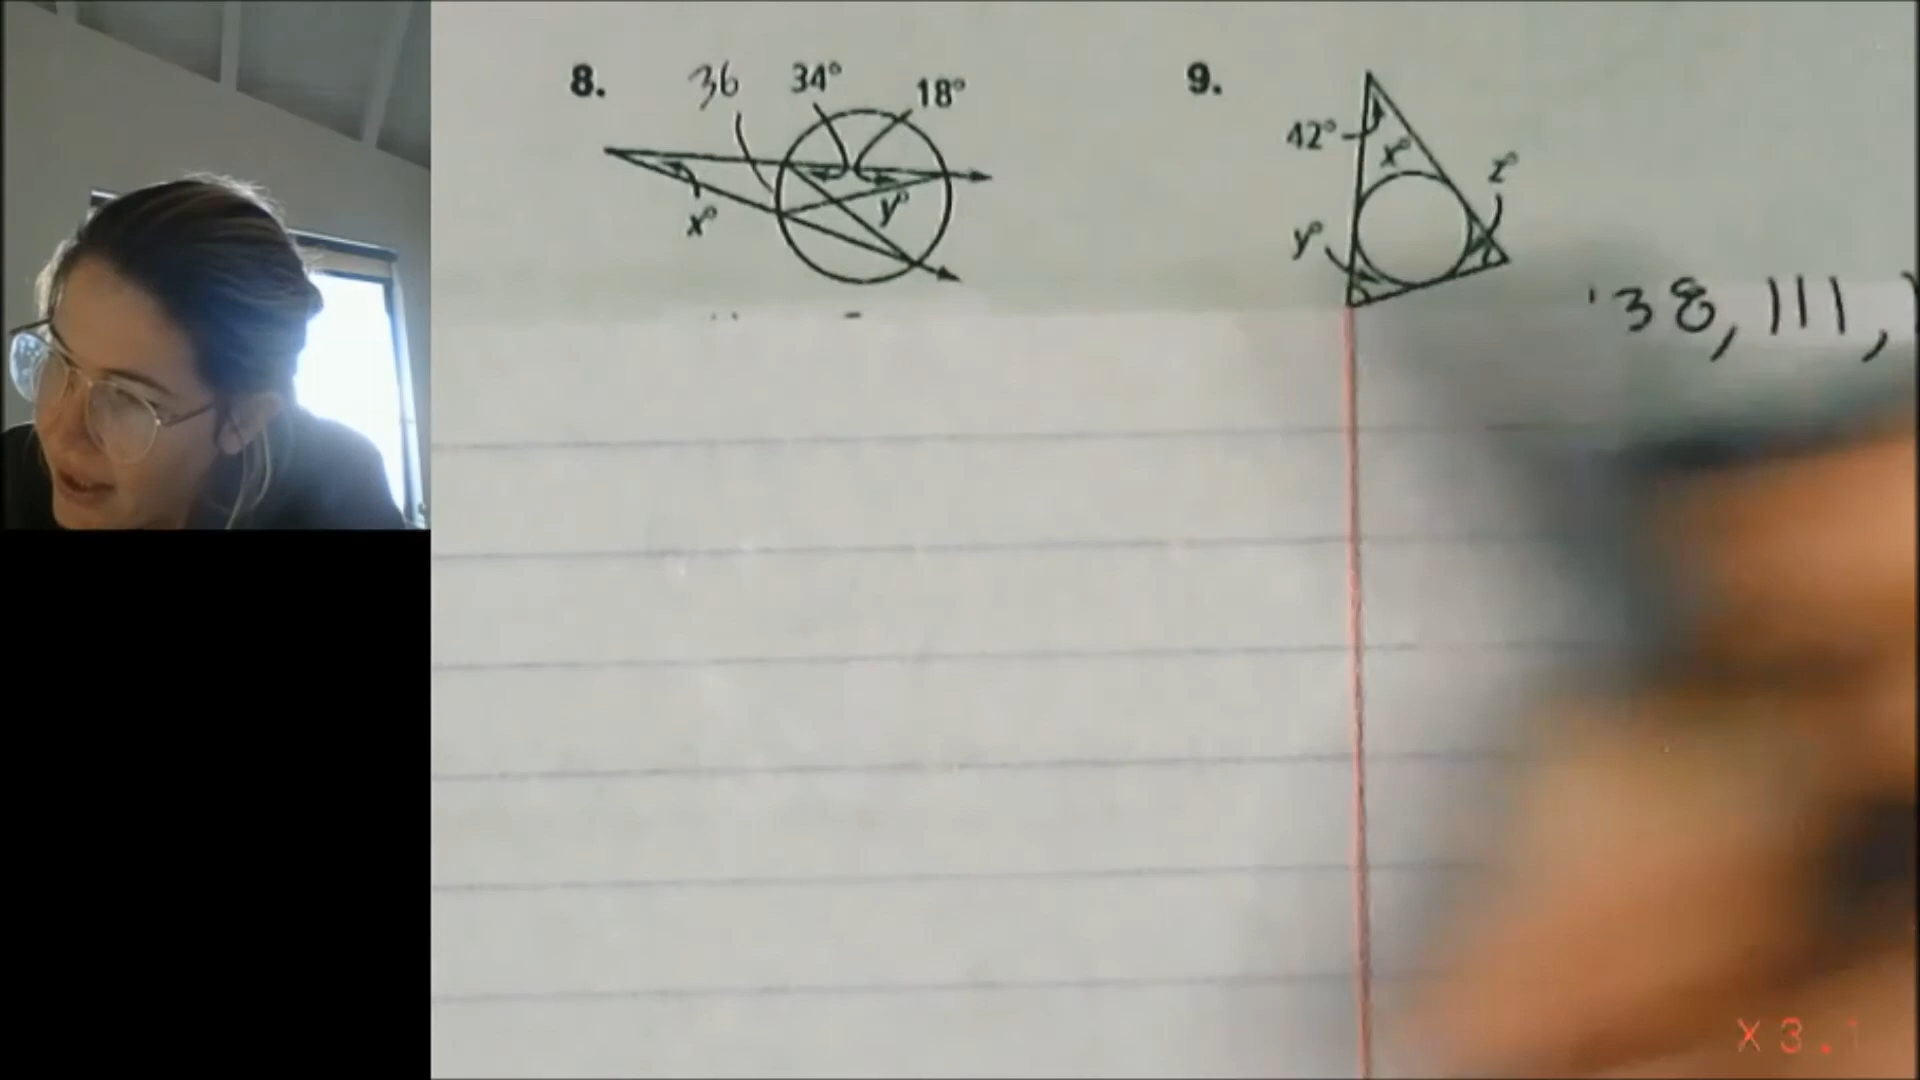 8. 36 34° 18°
x° y°
9. 42° x° z° y°
38, 111,
X 3.1